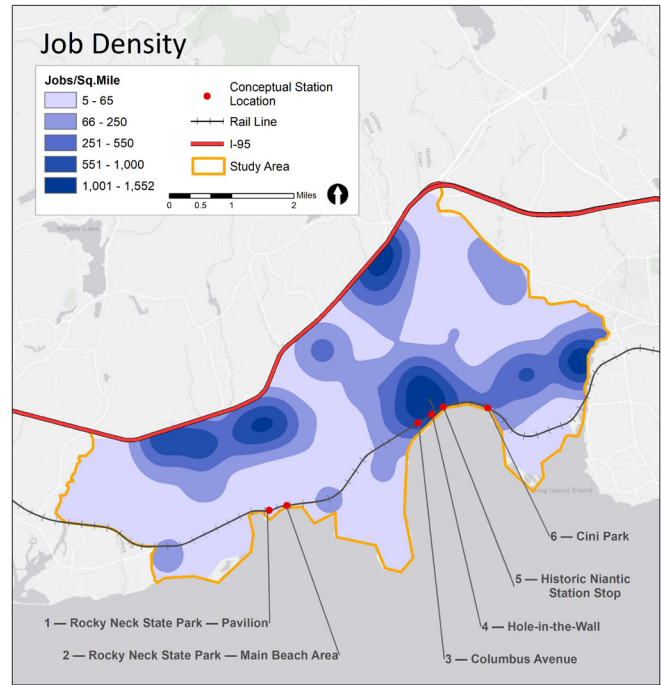 Job Density
Jobs/Sq.Mile
5 - 65
66 - 250
251 - 550
551 - 1,000
1,001 - 1,552
Conceptual Station
Location
Rail Line
I-95
Study Area
Miles
0 0.5 1 2
Rogers Lake
6 — Cini Park
5 — Historic Niantic
Station Stop
4 — Hole-in-the-Wall
3 — Columbus Avenue
1 — Rocky Neck State Park — Pavilion
2 — Rocky Neck State Park — Main Beach Area